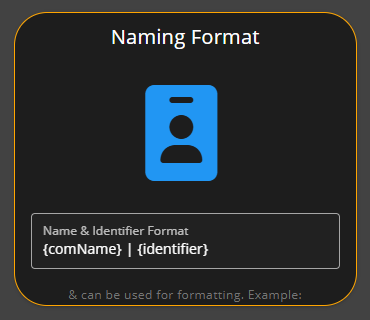 Naming Format
Name & Identifier Format
{comName} | {identifier}
& can be used for formatting. Example: